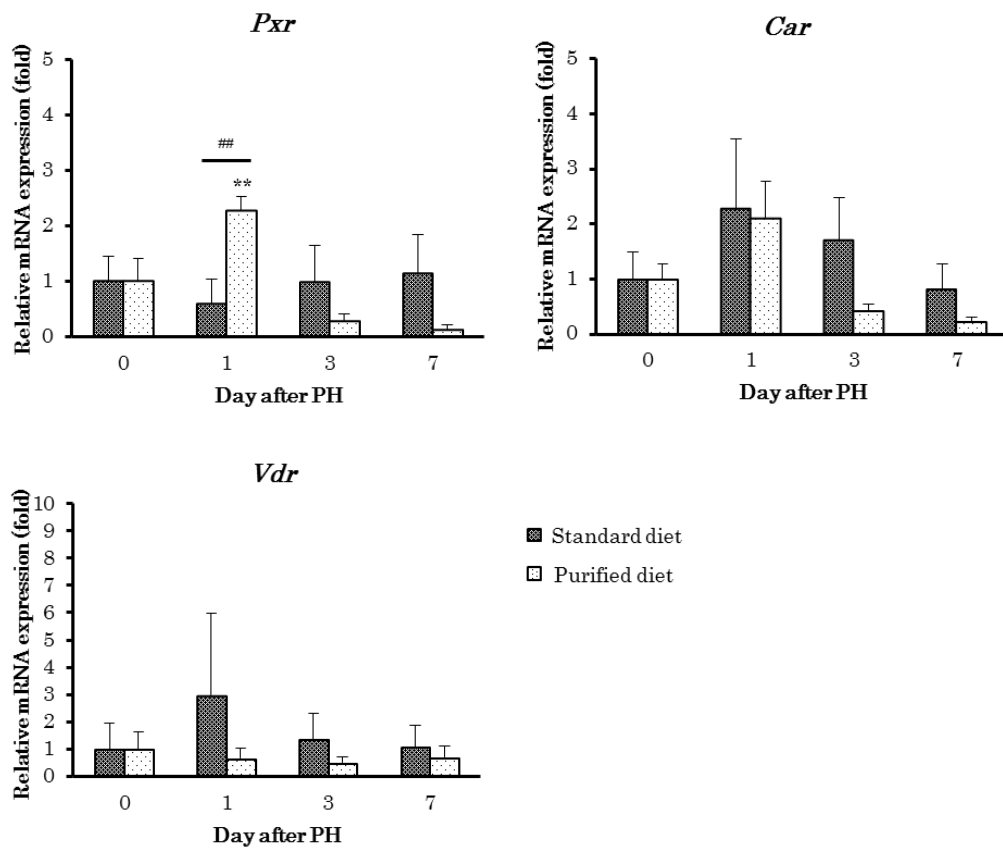 Pxr
Relative mRNA expression (fold)
5
4
3
2
1
0
##
**
0 1 3 7
Day after PH
Car
Relative mRNA expression (fold)
5
4
3
2
1
0
0 1 3 7
Day after PH
Vdr
Relative mRNA expression (fold)
10
9
8
7
6
5
4
3
2
1
0
0 1 3 7
Day after PH
Standard diet
Purified diet